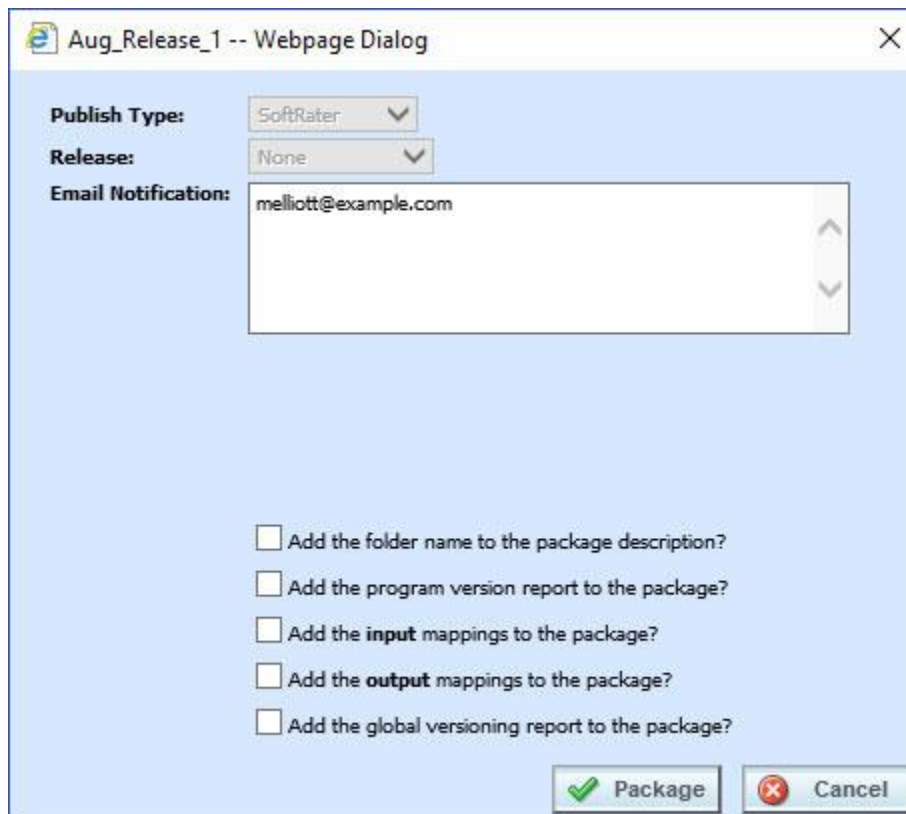 Aug_Release_1 -- Webpage Dialog
Publish Type: SoftRater
Release: None
Email Notification: melliott@example.com
Add the folder name to the package description?
Add the program version report to the package?
Add the input mappings to the package?
Add the output mappings to the package?
Add the global versioning report to the package?
Package Cancel